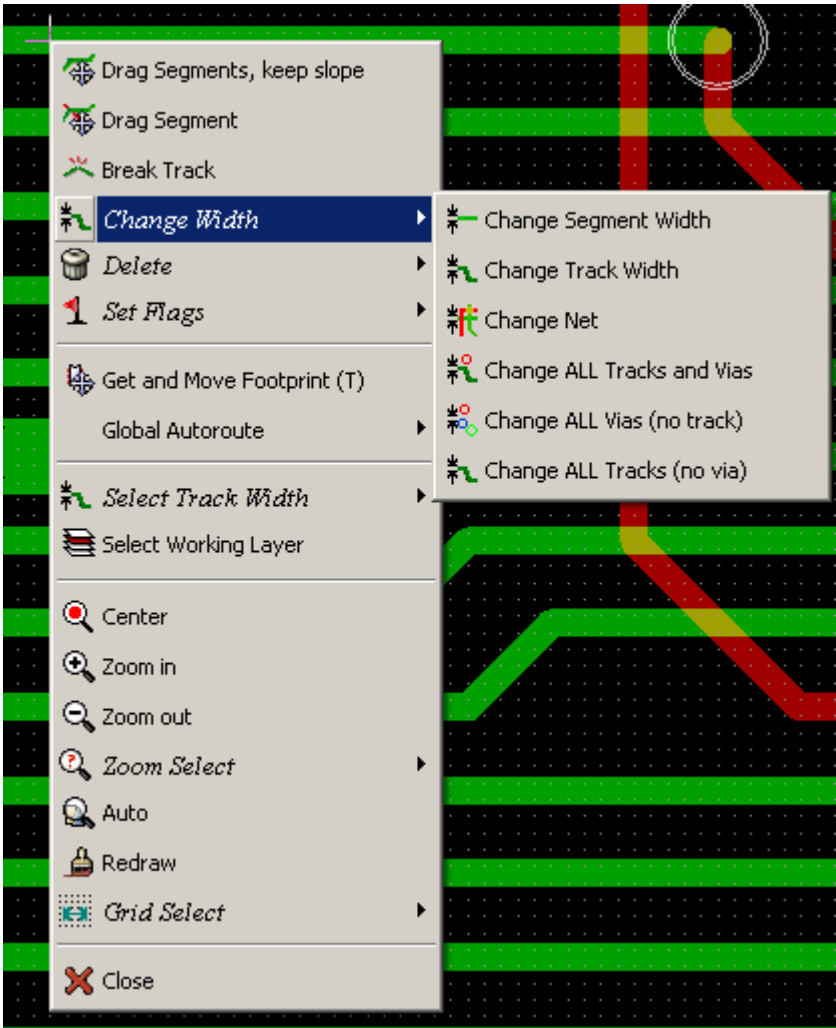 Drag Segments, keep slope
Drag Segment
Break Track
Change Width
Delete
Set Flags
Get and Move Footprint (T)
Global Autoroute
Select Track Width
Select Working Layer
Center
Zoom in
Zoom out
Zoom Select
Auto
Redraw
Grid Select
Close
Change Segment Width
Change Track Width
Change Net
Change ALL Tracks and Vias
Change ALL Vias (no track)
Change ALL Tracks (no via)